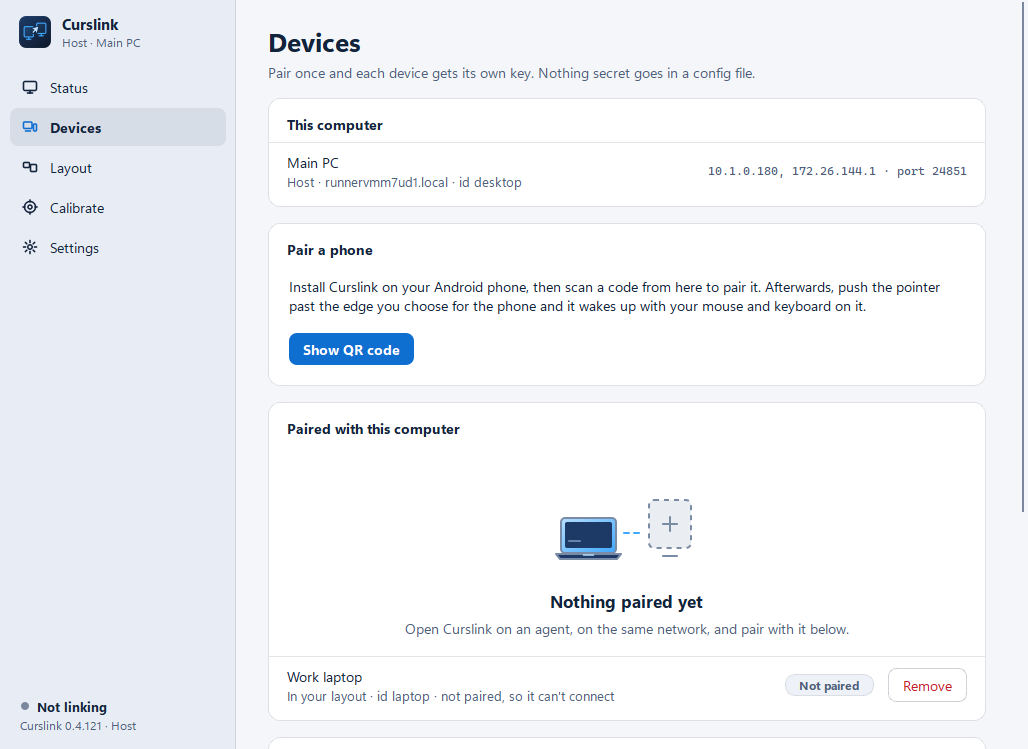 Curslink
Host · Main PC
Status
Devices
Layout
Calibrate
Settings
Not linking
Curslink 0.4.121 · Host
Devices
Pair once and each device gets its own key. Nothing secret goes in a config file.
This computer
Main PC
Host · runnervmm7ud1.local · id desktop
10.1.0.180, 172.26.144.1 · port 24851
Pair a phone
Install Curslink on your Android phone, then scan a code from here to pair it. Afterwards, push the pointer
past the edge you choose for the phone and it wakes up with your mouse and keyboard on it.
Show QR code
Paired with this computer
Nothing paired yet
Open Curslink on an agent, on the same network, and pair with it below.
Work laptop
In your layout · id laptop · not paired, so it can't connect
Not paired
Remove